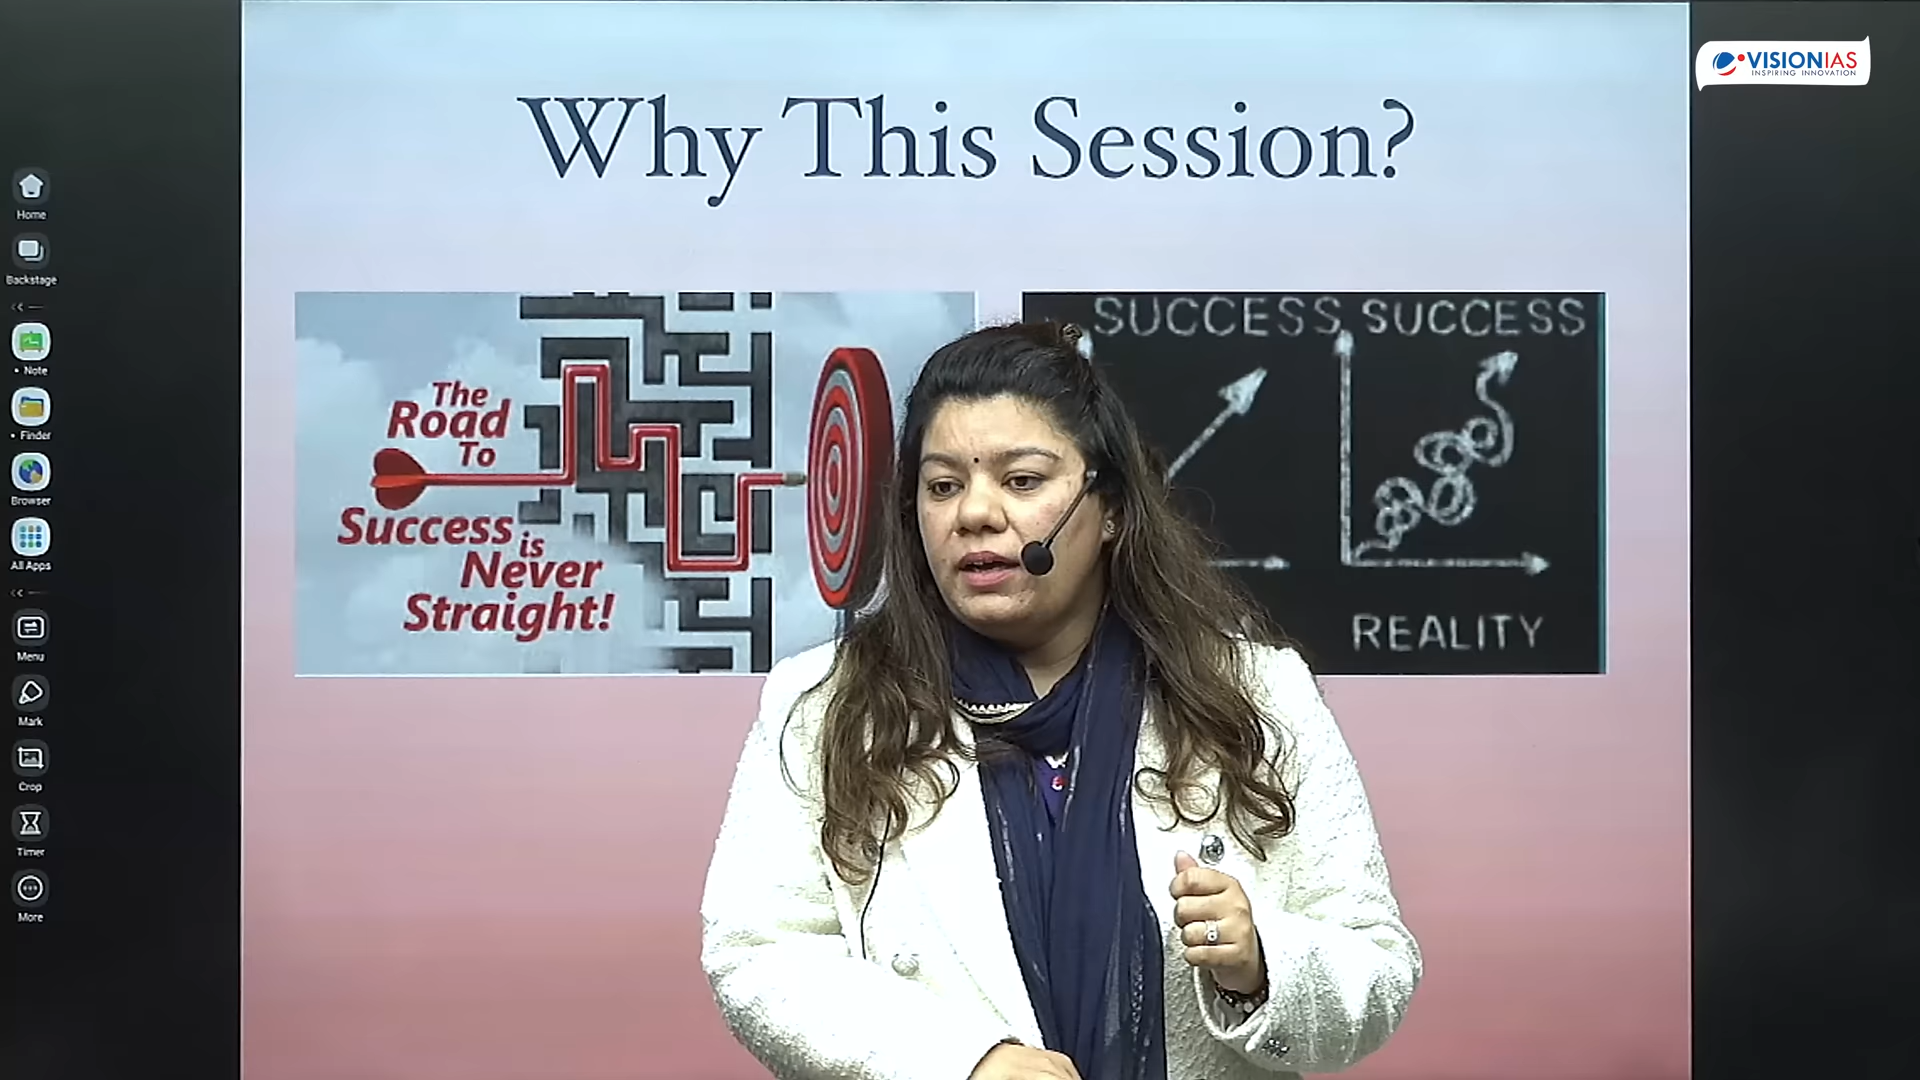 VISIONIAS
INSPIRING INNOVATION
Why This Session?
Home
Backstage
Note
Finder
Browser
All Apps
Menu
Mark
Crop
Timer
More
The
Road
To
Success is
Never
Straight!
SUCCESS SUCCESS
REALITY